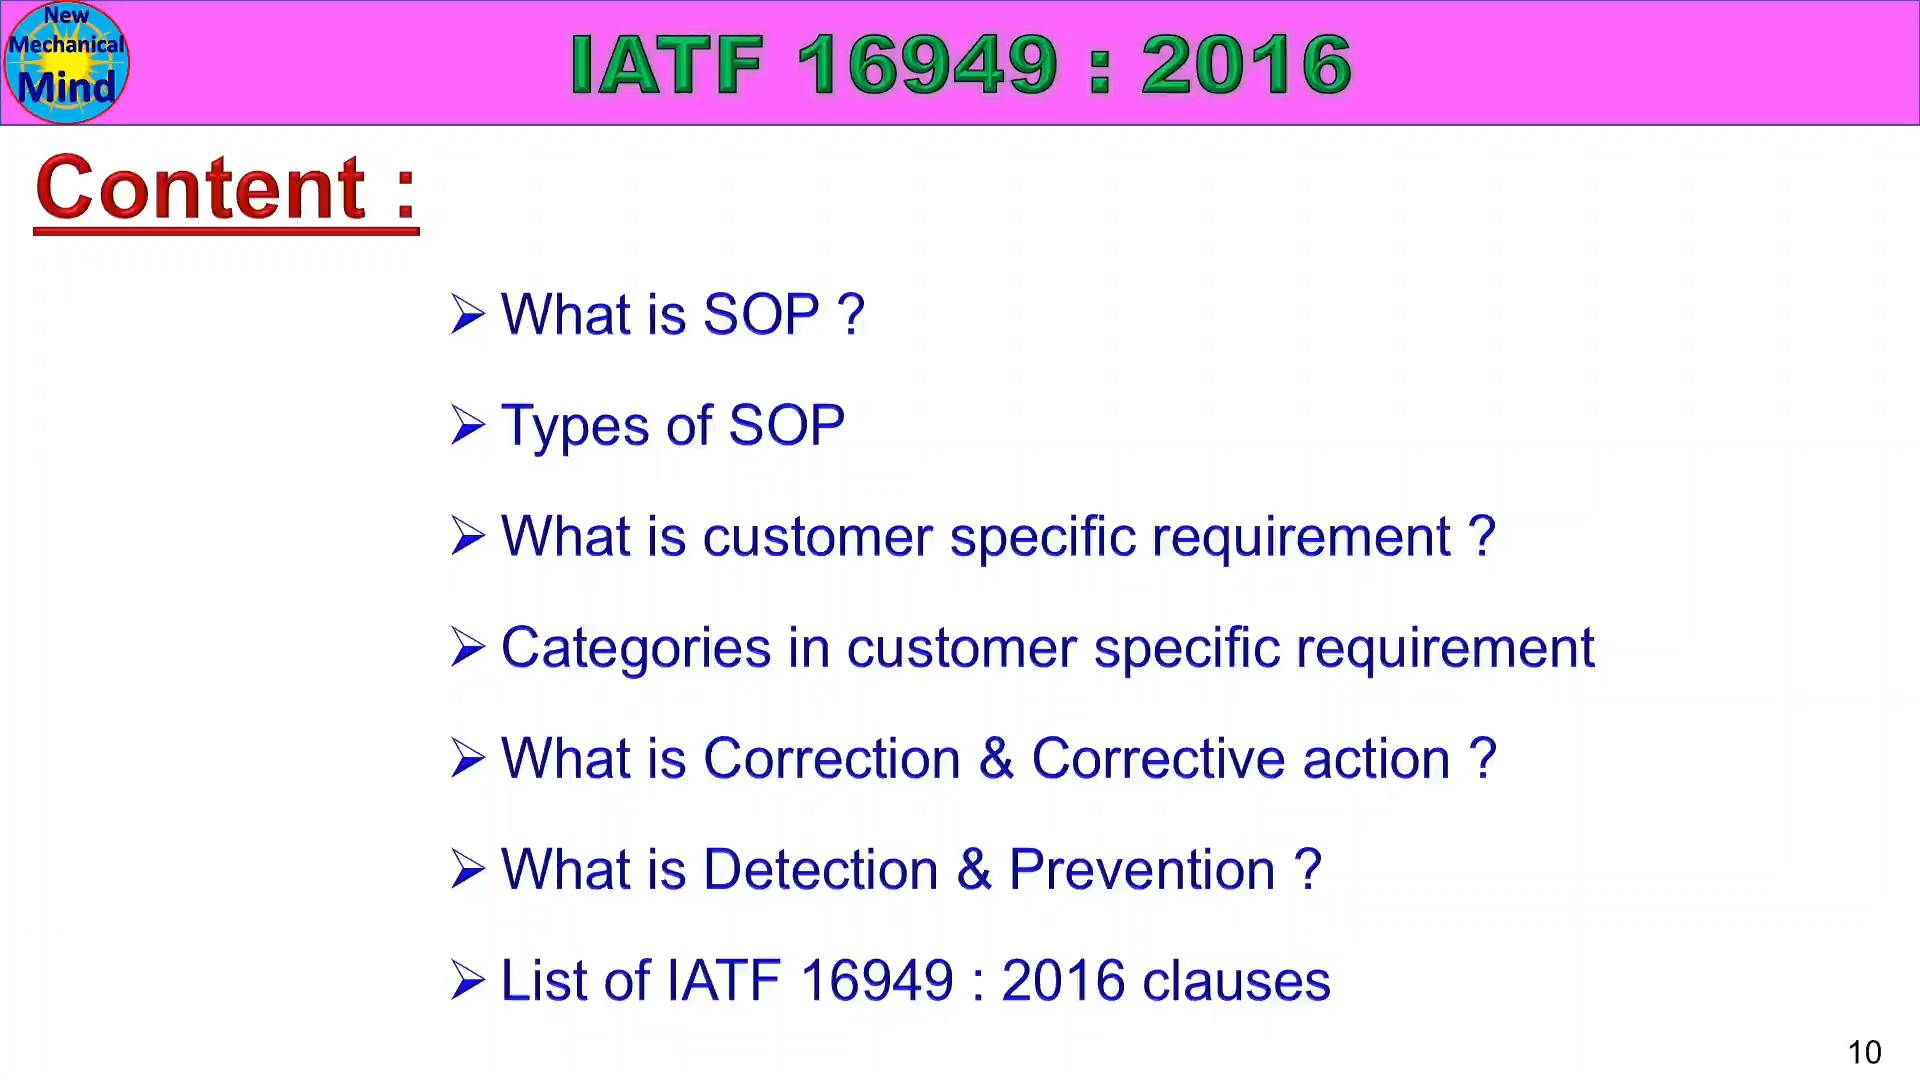 New
Mechanical
Mind
IATF 16949 : 2016
Content :
➢ What is SOP ?
➢ Types of SOP
➢ What is customer specific requirement ?
➢ Categories in customer specific requirement
➢ What is Correction & Corrective action ?
➢ What is Detection & Prevention ?
➢ List of IATF 16949 : 2016 clauses
10